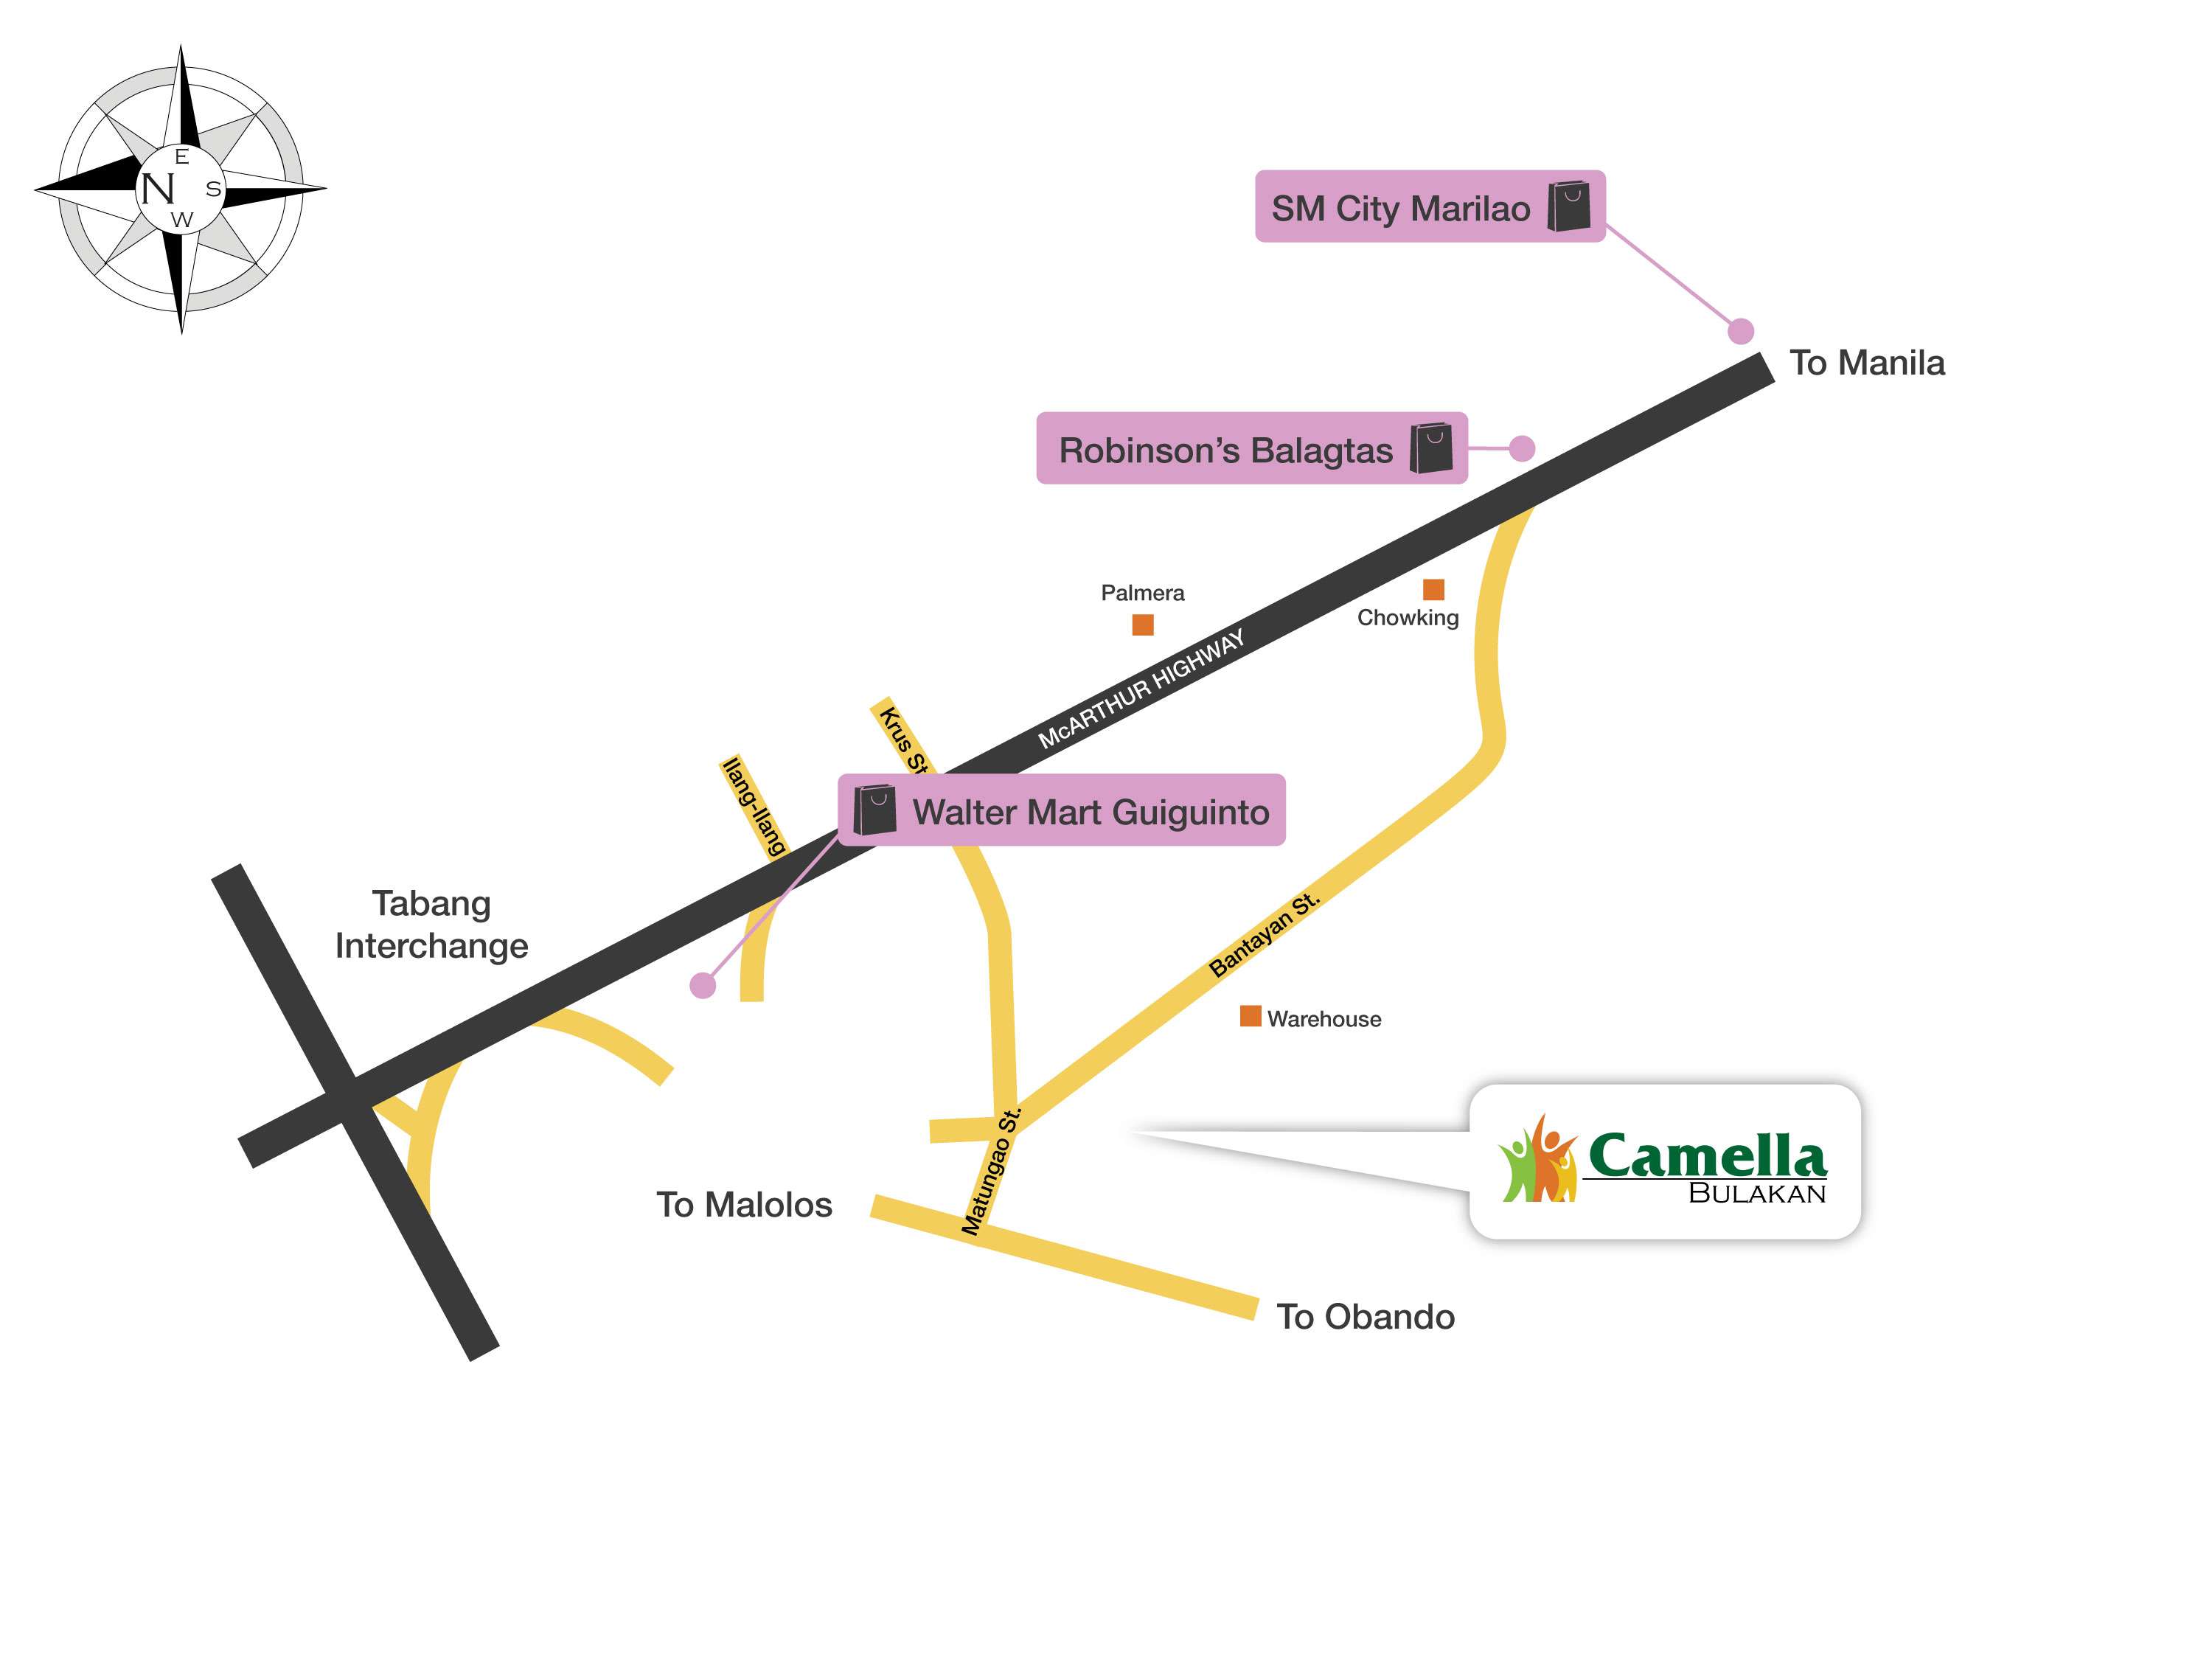 E
N S
W
SM City Marilao
To Manila
Robinson's Balagtas
Palmera
Chowking
McARTHUR HIGHWAY
Krus St.
Ilang-Ilang
Walter Mart Guiguinto
Tabang
Interchange
Bantayan St.
Warehouse
Matungao St.
Camella
BULAKAN
To Malolos
To Obando